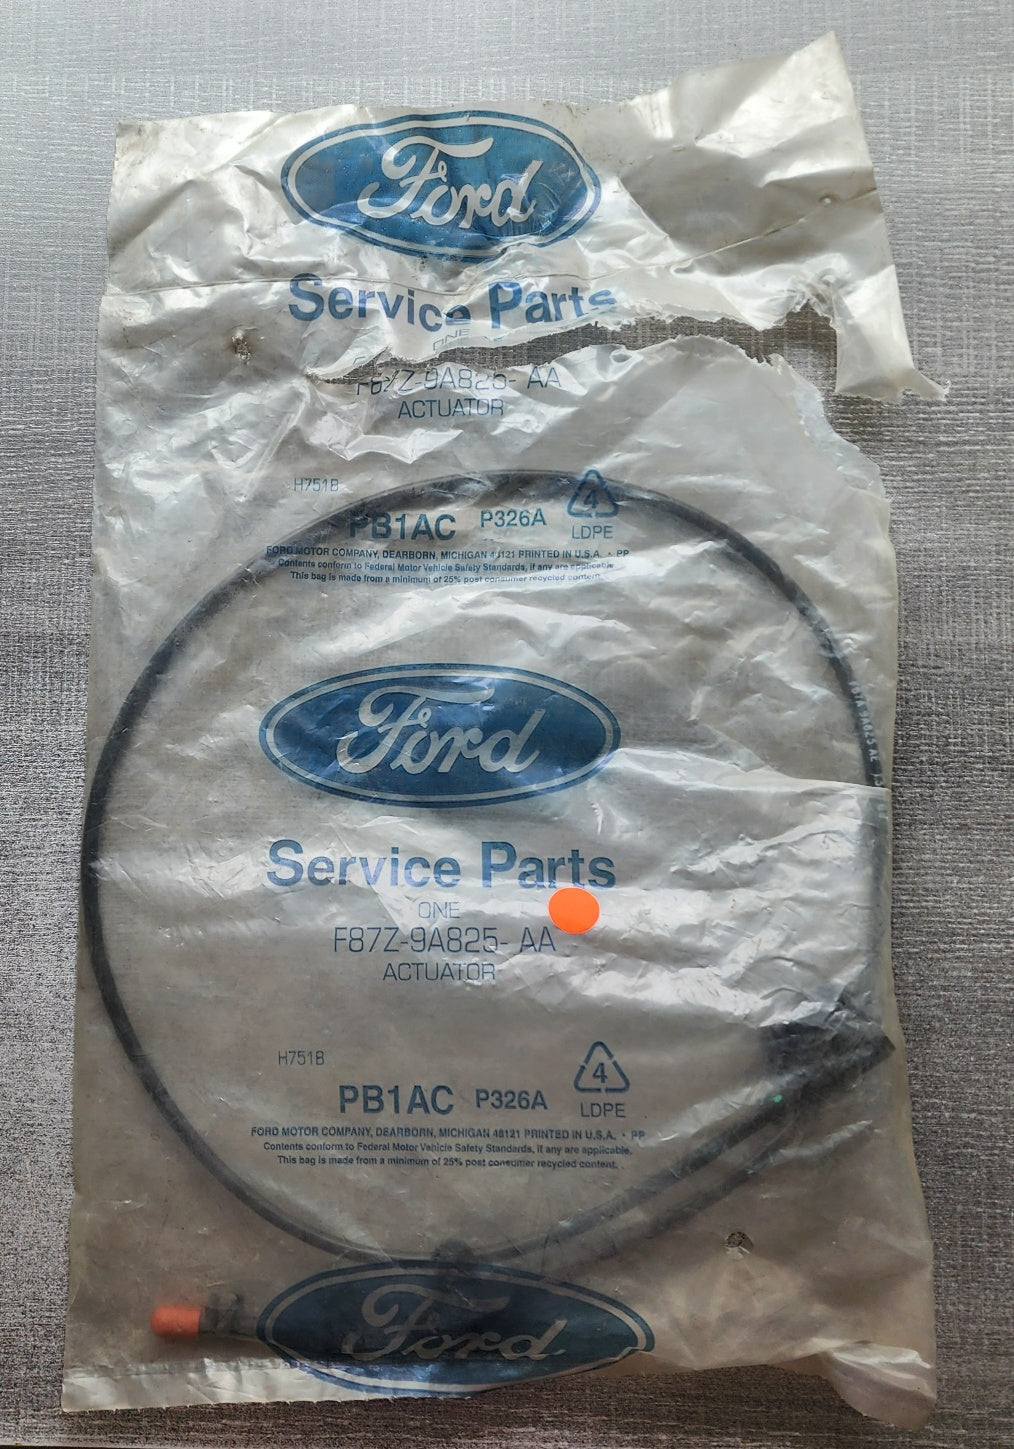 Ford
Service Parts
ONE
F87Z-9A825- AA
ACTUATOR
H751B
4
PB1AC P326A LDPE
FORD MOTOR COMPANY, DEARBORN, MICHIGAN 48121 PRINTED IN U.S.A. · PP
Contents conform to Federal Motor Vehicle Safety Standards, if any are applicable
This bag is made from a minimum of 25% post consumer recycled content.
Ford
Service Parts
ONE
F87Z-9A825- AA
ACTUATOR
H751B
4
PB1AC P326A LDPE
FORD MOTOR COMPANY, DEARBORN, MICHIGAN 48121 PRINTED IN U.S.A. · PP
Contents conform to Federal Motor Vehicle Safety Standards, if any are applicable.
This bag is made from a minimum of 25% post consumer recycled content.
Ford